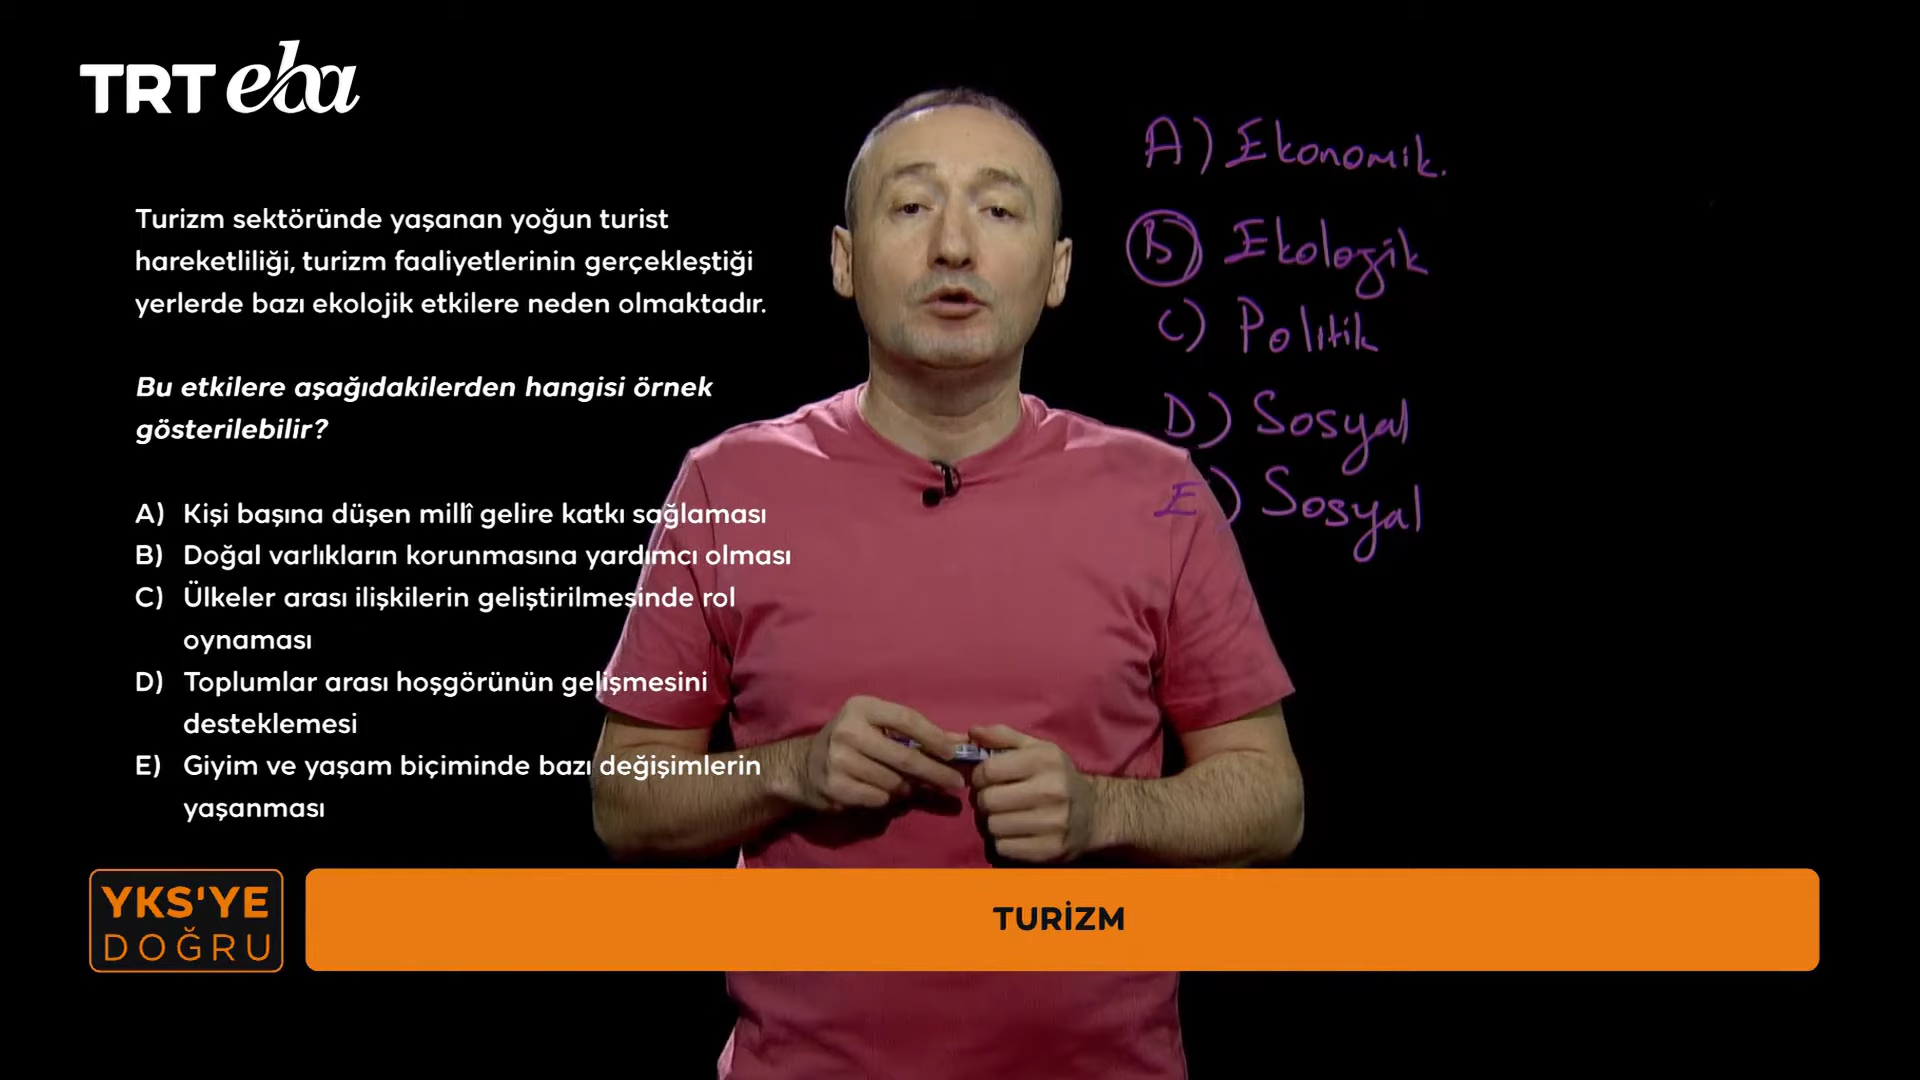 TRT eba
Turizm sektöründe yaşanan yoğun turist
hareketliliği, turizm faaliyetlerinin gerçekleştiği
yerlerde bazı ekolojik etkilere neden olmaktadır.
Bu etkilere aşağıdakilerden hangisi örnek
gösterilebilir?
A) Kişi başına düşen millî gelire katkı sağlaması
B) Doğal varlıkların korunmasına yardımcı olması
C) Ülkeler arası ilişkilerin geliştirilmesinde rol
oynaması
D) Toplumlar arası hoşgörünün gelişmesini
desteklemesi
E) Giyim ve yaşam biçiminde bazı değişimlerin
yaşanması
A) Ekonomik.
B) Ekolojik
C) Politik
D) Sosyal
E) Sosyal
YKS'YE
DOĞRU
TURİZM